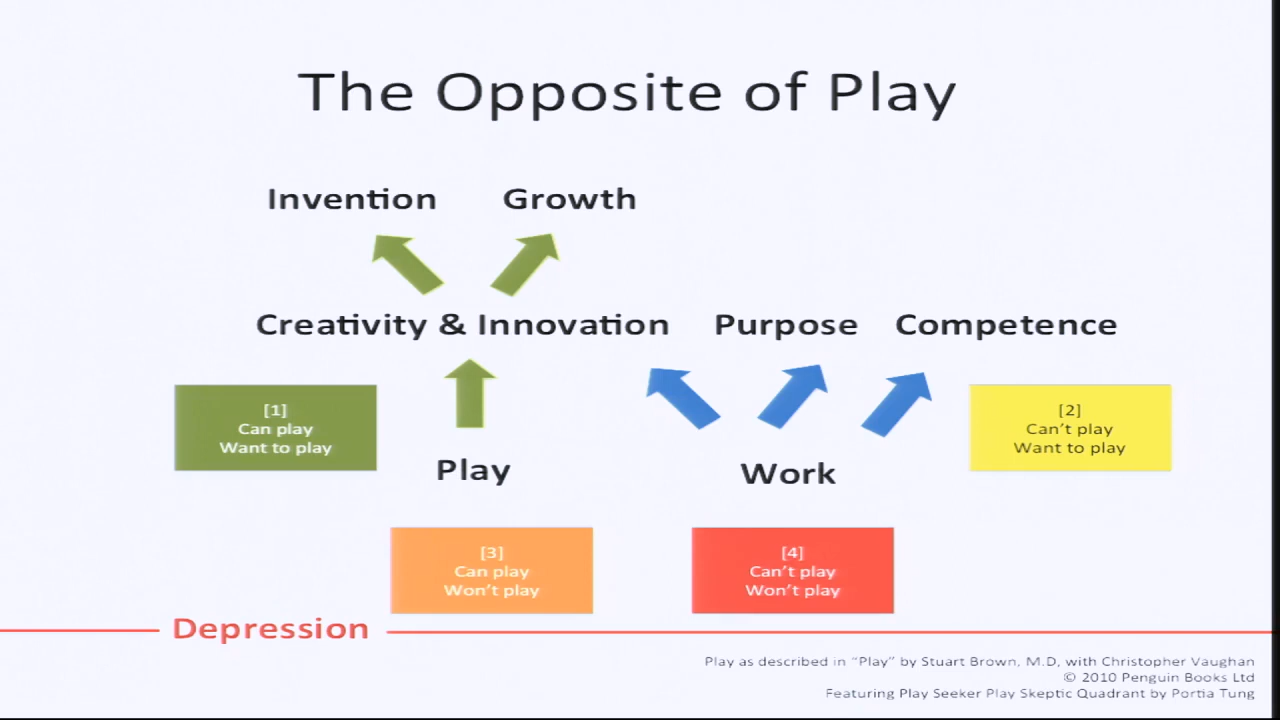 The Opposite of Play
Invention Growth
Creativity & Innovation Purpose Competence
[1]
Can play
Want to play
[2]
Can't play
Want to play
Play Work
[3]
Can play
Won't play
[4]
Can't play
Won't play
Depression
Play as described in "Play" by Stuart Brown, M.D, with Christopher Vaughan
© 2010 Penguin Books Ltd
Featuring Play Seeker Play Skeptic Quadrant by Portia Tung